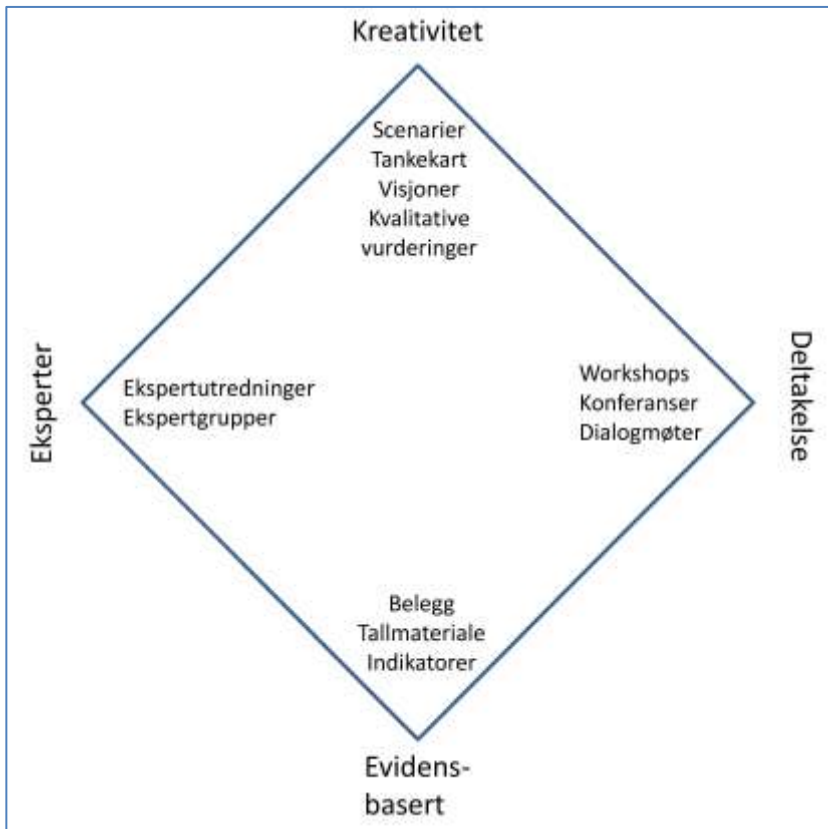 Kreativitet
Scenarier
Tankekart
Visjoner
Kvalitative
vurderinger
Eksperter
Ekspertutredninger
Ekspertgrupper
Workshops
Konferanser
Dialogmøter
Deltakelse
Belegg
Tallmateriale
Indikatorer
Evidens-
basert